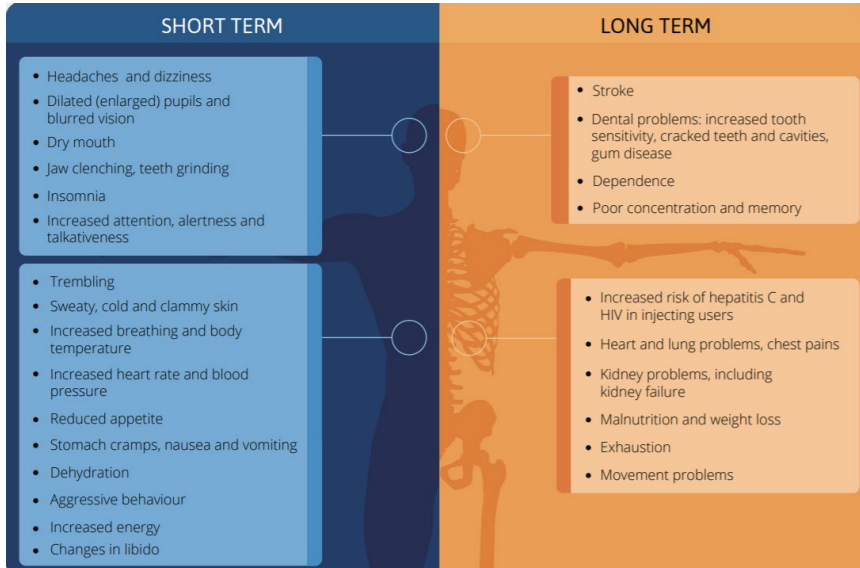 SHORT TERM
• Headaches and dizziness
• Dilated (enlarged) pupils and
blurred vision
• Dry mouth
• Jaw clenching, teeth grinding
• Insomnia
• Increased attention, alertness and
talkativeness
• Trembling
• Sweaty, cold and clammy skin
• Increased breathing and body
temperature
• Increased heart rate and blood
pressure
• Reduced appetite
• Stomach cramps, nausea and vomiting
• Dehydration
• Aggressive behaviour
• Increased energy
• Changes in libido
LONG TERM
• Stroke
• Dental problems: increased tooth
sensitivity, cracked teeth and cavities,
gum disease
• Dependence
• Poor concentration and memory
• Increased risk of hepatitis C and
HIV in injecting users
• Heart and lung problems, chest pains
• Kidney problems, including
kidney failure
• Malnutrition and weight loss
• Exhaustion
• Movement problems